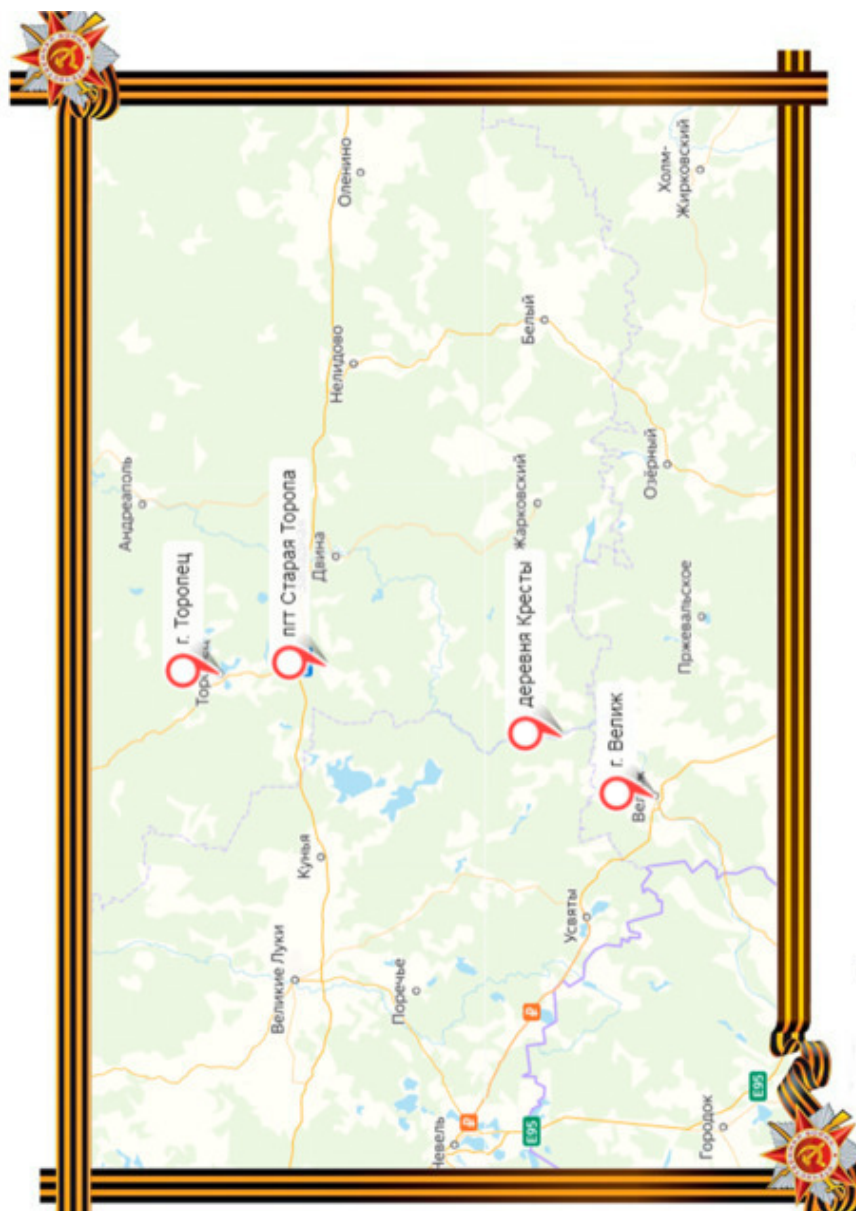 Андреаполь
г. Торопец
Великие Луки
пгт Старая Торопа
Кунья
Двина
Нелидово
Оленино
Поречье
Невель
₽
Жарковский
деревня Кресты
Белый
E95
₽
Усвяты
г. Велиж
Озёрный
Холм-
Жирковский
Пржевальское
Городок
E95